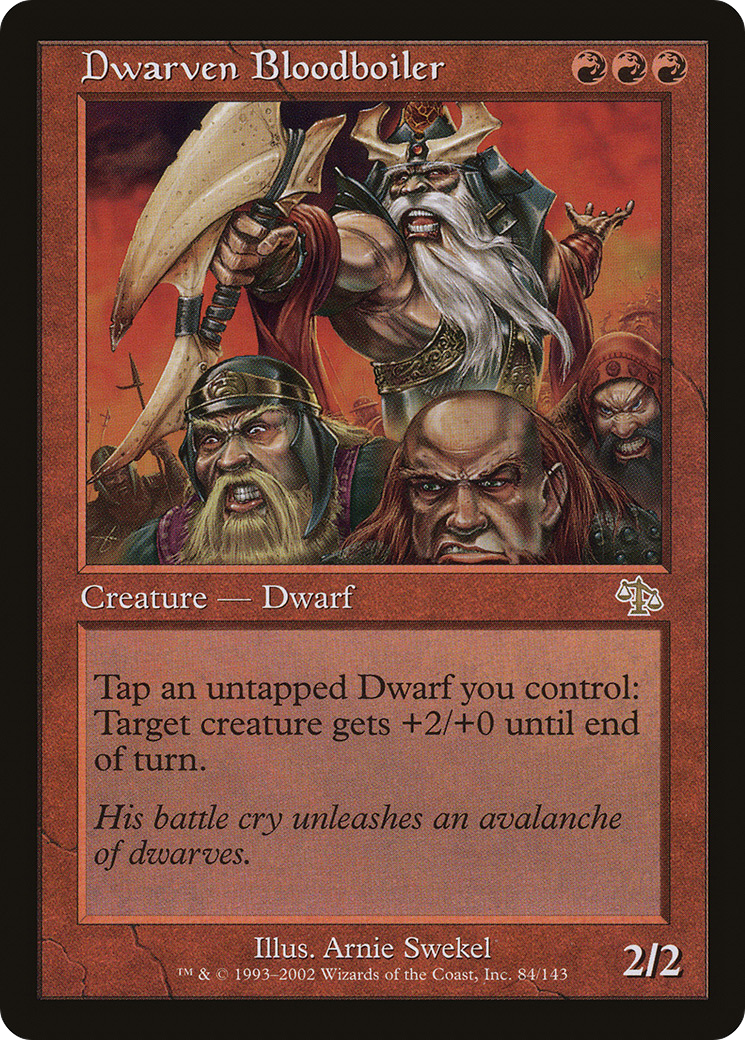 Dwarven Bloodboiler
Creature — Dwarf
Tap an untapped Dwarf you control:
Target creature gets +2/+0 until end
of turn.
His battle cry unleashes an avalanche
of dwarves.
Illus. Arnie Swekel
™ & © 1993–2002 Wizards of the Coast, Inc. 84/143
2/2